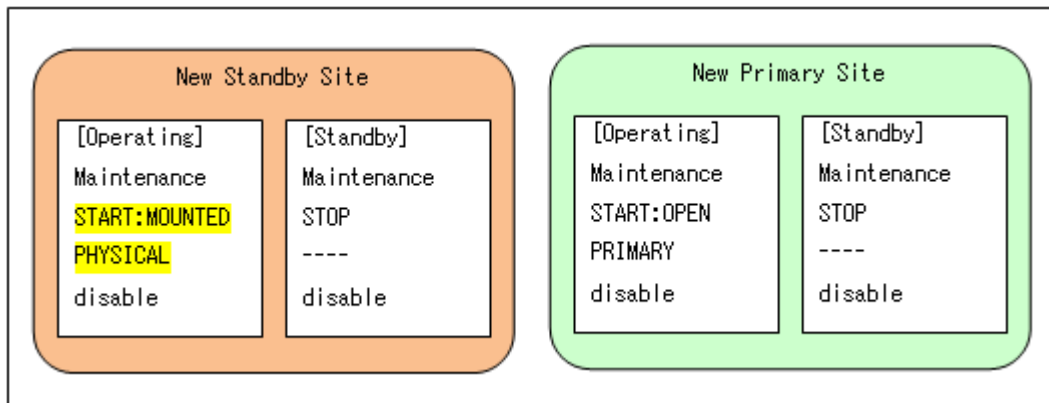 New Standby Site
[Operating]
Maintenance
START:MOUNTED
PHYSICAL
disable
[Standby]
Maintenance
STOP
----
disable
New Primary Site
[Operating]
Maintenance
START:OPEN
PRIMARY
disable
[Standby]
Maintenance
STOP
----
disable